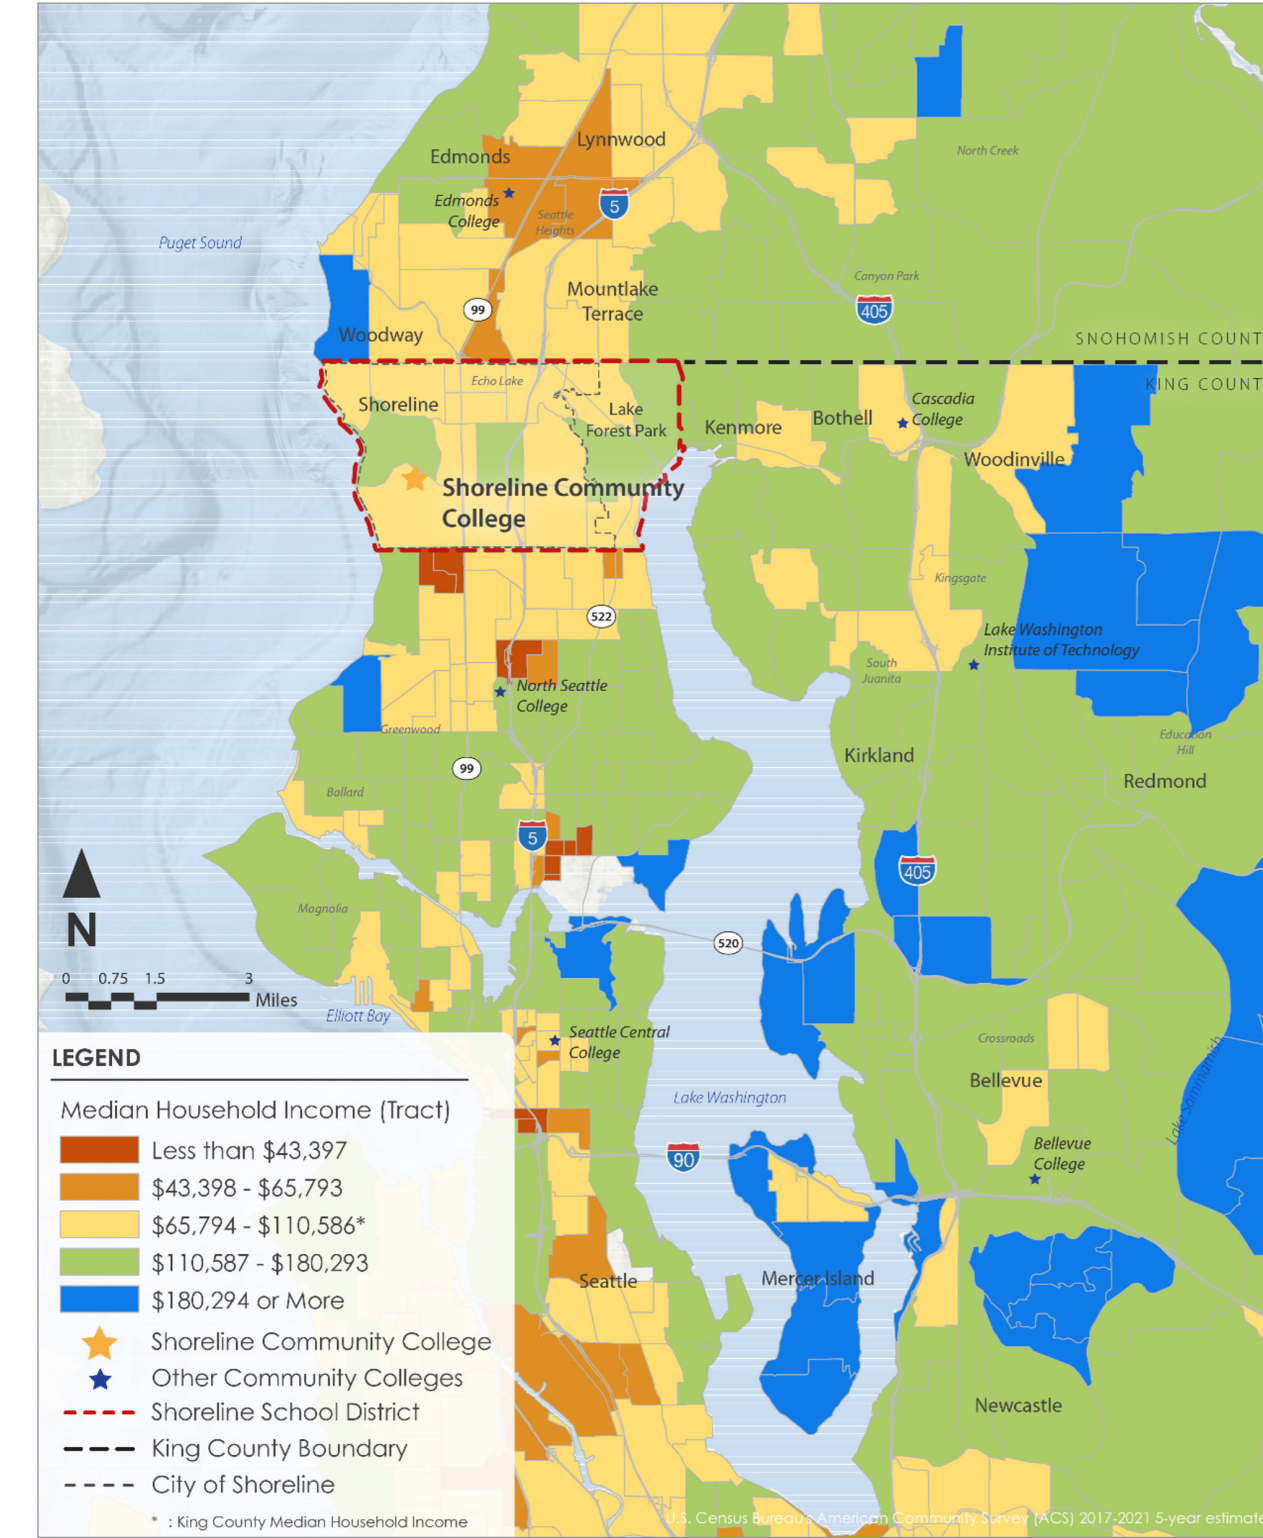 Lynnwood
Edmonds
North Creek
Edmonds
College
5
Seattle
Heights
Puget Sound
Canyon Park
Mountlake
Terrace
99
405
Woodway
SNOHOMISH COUNT
KING COUNT
Echo Lake
Shoreline
Lake
Forest Park
Cascadia
College
Kenmore
Bothell
Woodinville
Shoreline Community
College
Kingsgate
522
Lake Washington
Institute of Technology
South
Juanita
North Seattle
College
Greenwood
Education
Hill
Kirkland
99
Redmond
Ballard
5
405
Magnolia
N
520
0 0.75 1.5 3
Miles
Elliott Bay
Seattle Central
College
Crossroads
Bellevue
Lake Sammamish
Lake Washington
Bellevue
College
90
Mercer Island
Seattle
Newcastle
LEGEND
Median Household Income (Tract)
Less than $43,397
$43,398 - $65,793
$65,794 - $110,586*
$110,587 - $180,293
$180,294 or More
Shoreline Community College
Other Community Colleges
Shoreline School District
King County Boundary
City of Shoreline
* : King County Median Household Income
U.S. Census Bureau's American Community Survey (ACS) 2017-2021 5-year estimate